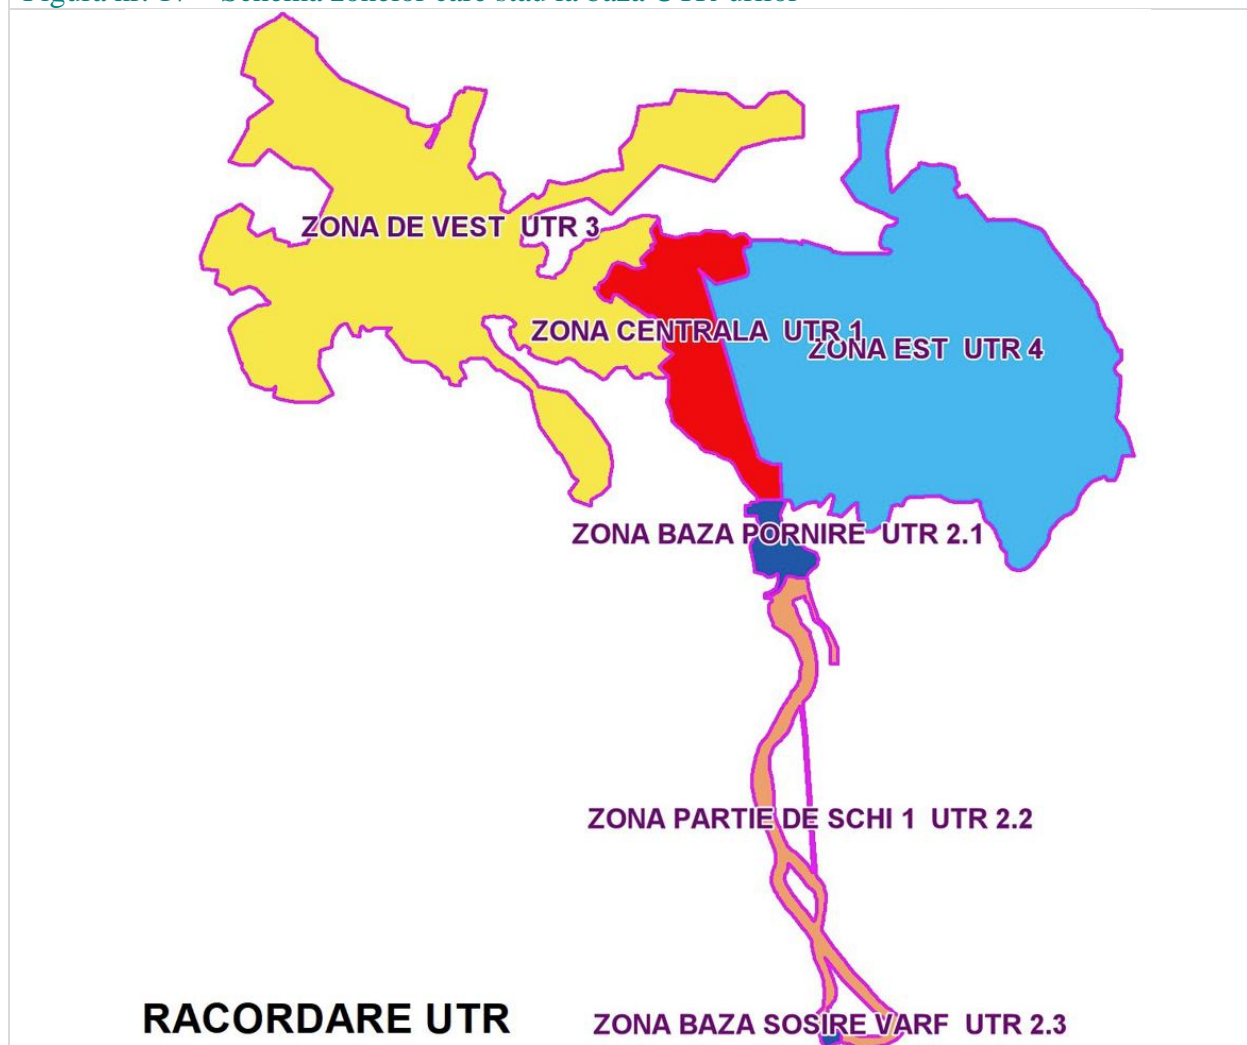 ZONA DE VEST UTR 3
ZONA CENTRALA UTR 1
ZONA EST UTR 4
ZONA BAZA PORNIRE UTR 2.1
ZONA PARTIE DE SCHI 1 UTR 2.2
RACORDARE UTR
ZONA BAZA SOSIRE VARF UTR 2.3